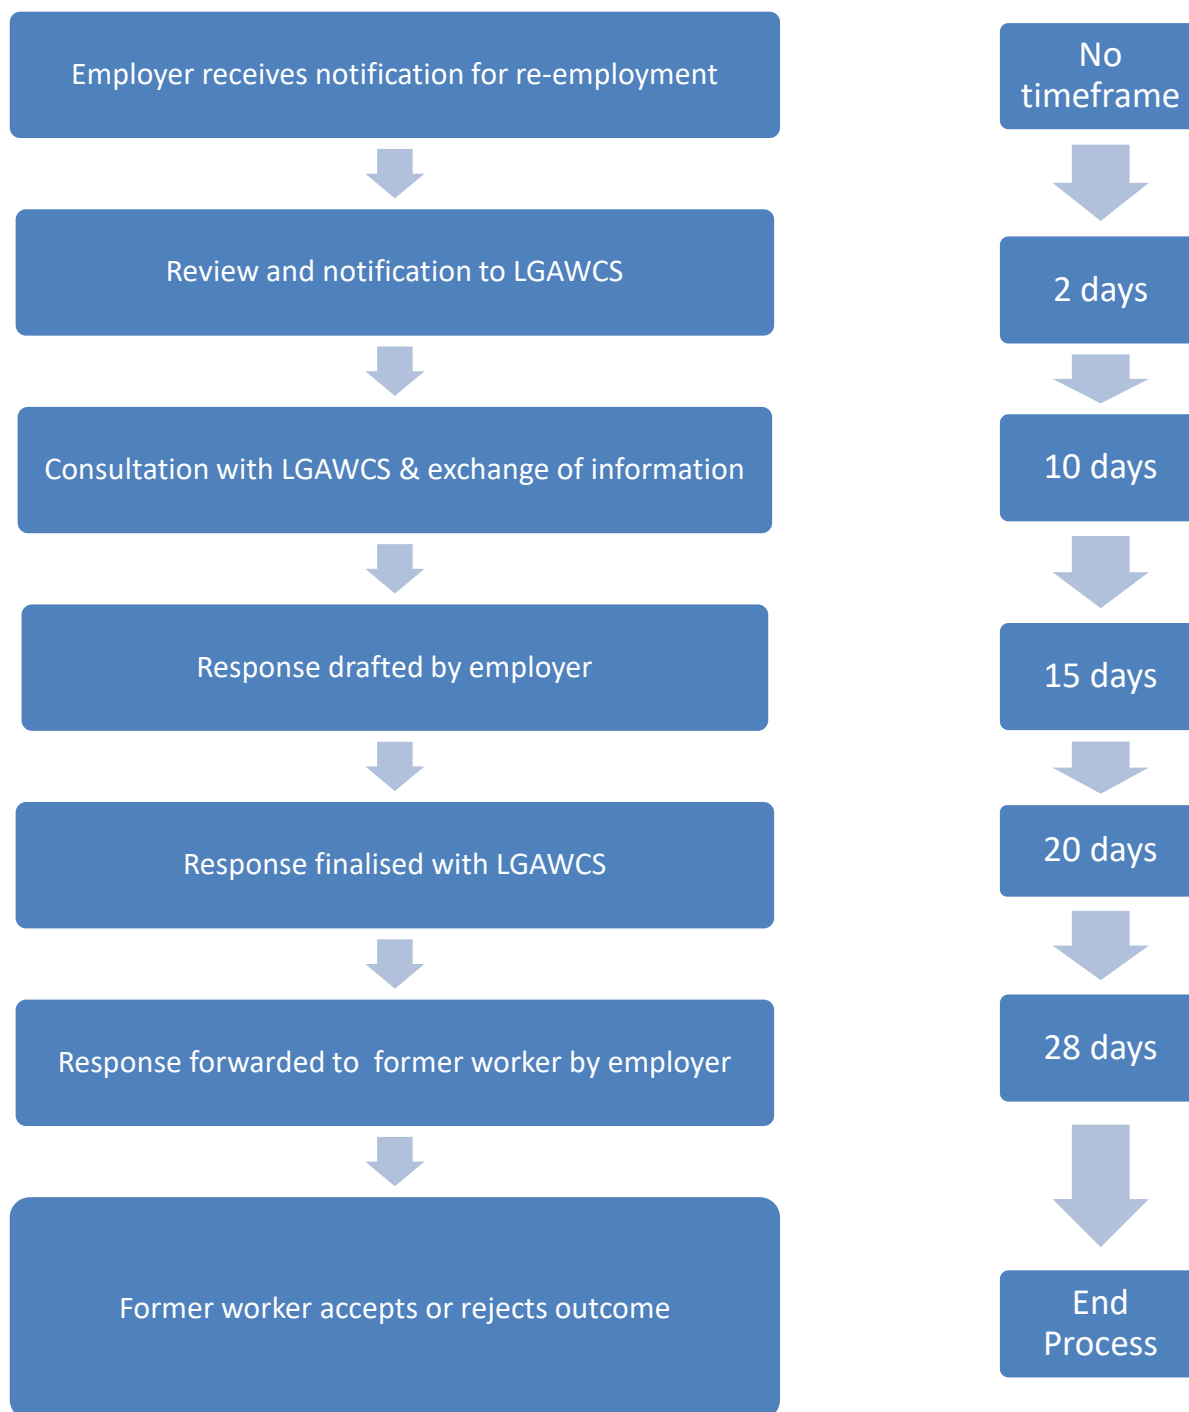 Employer receives notification for re-employment
No
timeframe
Review and notification to LGAWCS
2 days
Consultation with LGAWCS & exchange of information
10 days
Response drafted by employer
15 days
Response finalised with LGAWCS
20 days
Response forwarded to  former worker by employer
28 days
Former worker accepts or rejects outcome
End
Process